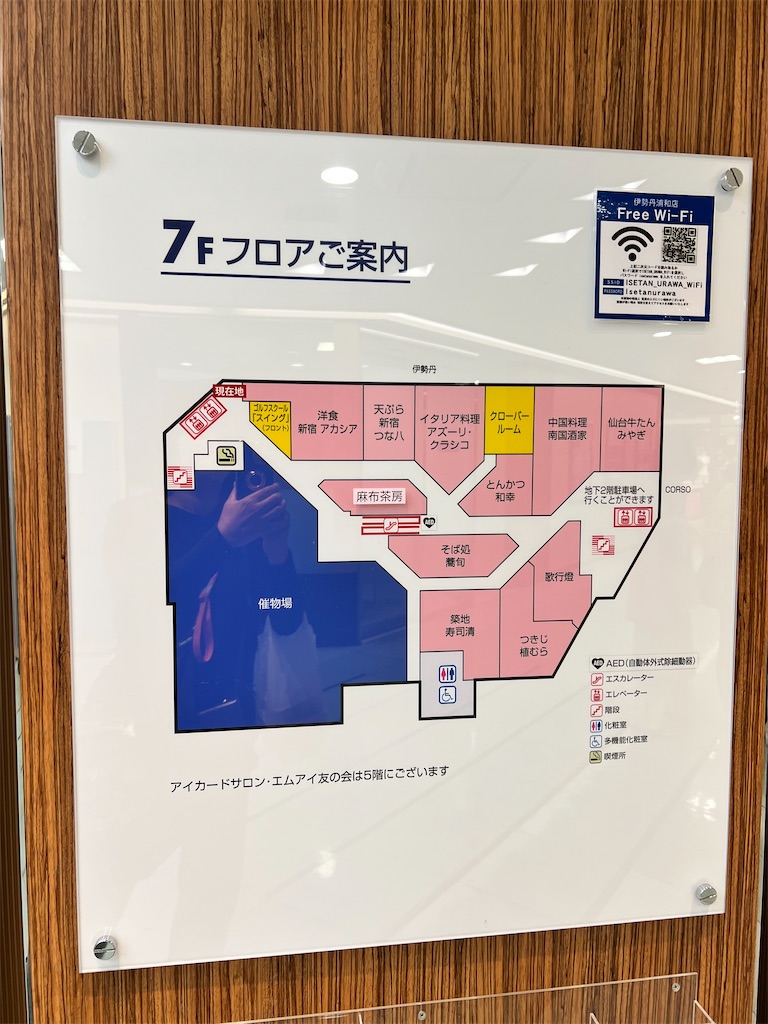 7Fフロアご案内
伊勢丹浦和店
Free Wi-Fi
SSID ISETAN_URAWA_WiFi
PASSWORD isetanurawa
伊勢丹
現在地
ゴルフスクール
「スイング」
(フロント)
洋食
新宿 アカシア
天ぷら
新宿
つな八
イタリア料理
アズーリ・
クラシコ
クローバー
ルーム
中国料理
南国酒家
仙台牛たん
みやぎ
とんかつ
和幸
地下2階駐車場へ
行くことができます
CORSO
麻布茶房
AED
そば処
蕎旬
歌行燈
催物場
築地
寿司清
つきじ
植むら
AED AED(自動体外式除細動器)
エスカレーター
エレベーター
階段
化粧室
多機能化粧室
喫煙所
アイカードサロン・エムアイ友の会は5階にございます